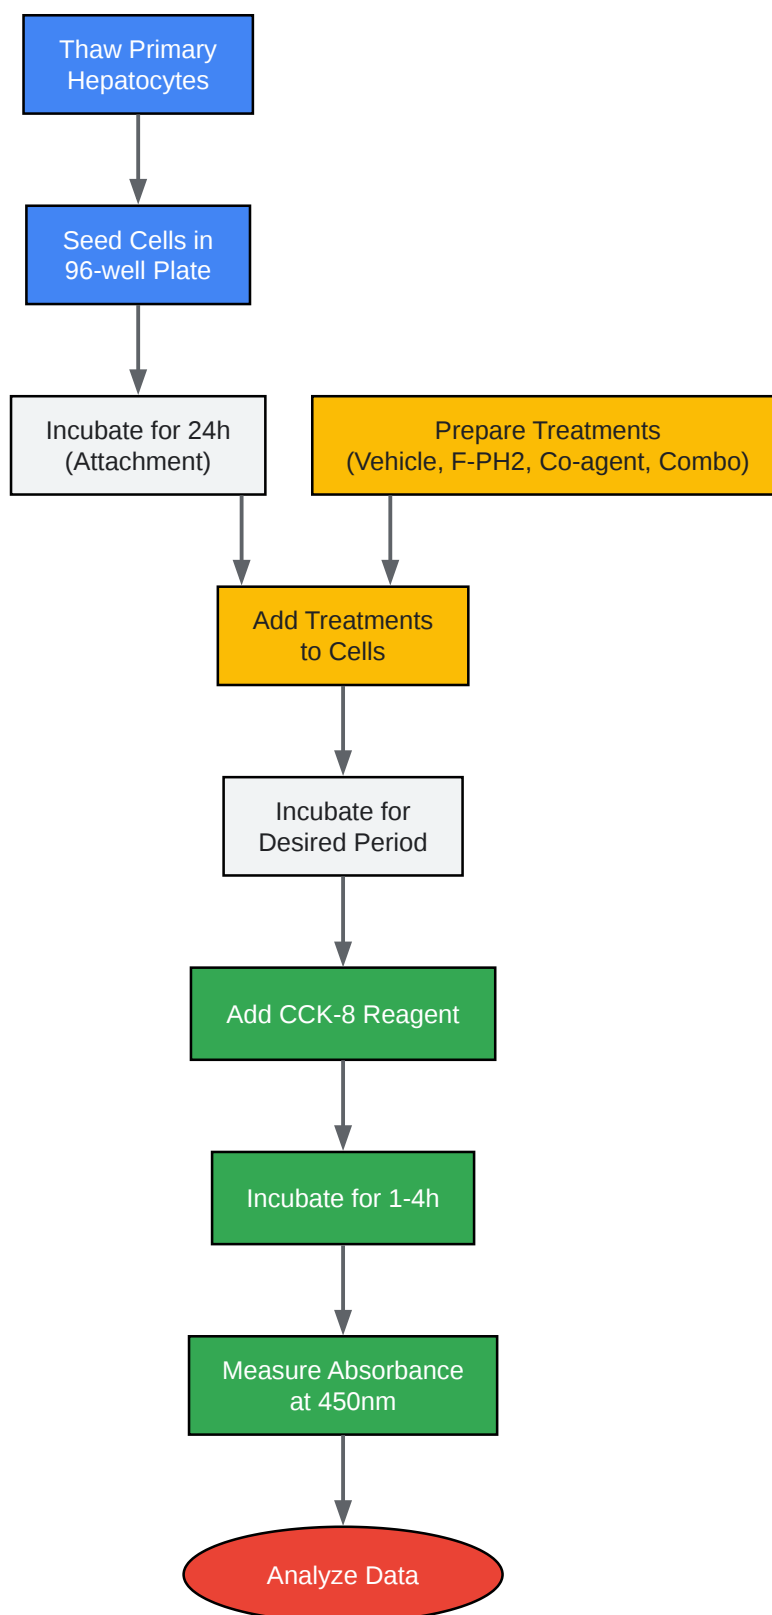 Thaw Primary
Hepatocytes
Seed Cells in
96-well Plate
Incubate for 24h
(Attachment)
Prepare Treatments
(Vehicle, F-PH2, Co-agent, Combo)
Add Treatments
to Cells
Incubate for
Desired Period
Add CCK-8 Reagent
Incubate for 1-4h
Measure Absorbance
at 450nm
Analyze Data